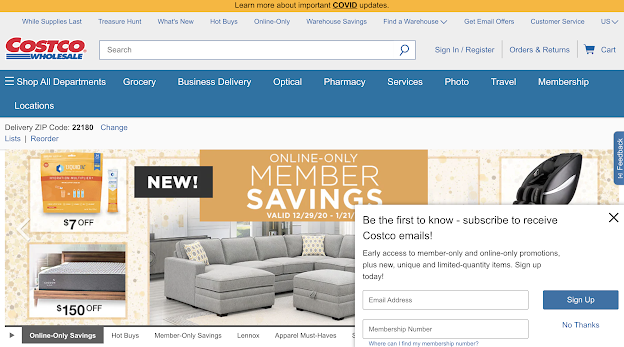 Learn more about important COVID updates.
While Supplies Last Treasure Hunt What's New Hot Buys Online-Only Warehouse Savings Find a Warehouse Get Email Offers Customer Service US
COSTCO
WHOLESALE
Search
Sign In / Register Orders & Returns Cart
Shop All Departments Grocery Business Delivery Optical Pharmacy Services Photo Travel Membership
Locations
Delivery ZIP Code: 22180 Change
Lists | Reorder
Feedback
ONLINE-ONLY
MEMBER
SAVINGS
VALID 12/29/20 - 1/21/
NEW!
LIQUID I.V.
$7 OFF
$150 OFF
Be the first to know - subscribe to receive
Costco emails!
Early access to member-only and online-only promotions,
plus new, unique and limited-quantity items. Sign up
today!
Email Address
Sign Up
Membership Number
No Thanks
Where can I find my membership number?
Online-Only Savings Hot Buys Member-Only Savings Lennox Apparel Must-Haves S